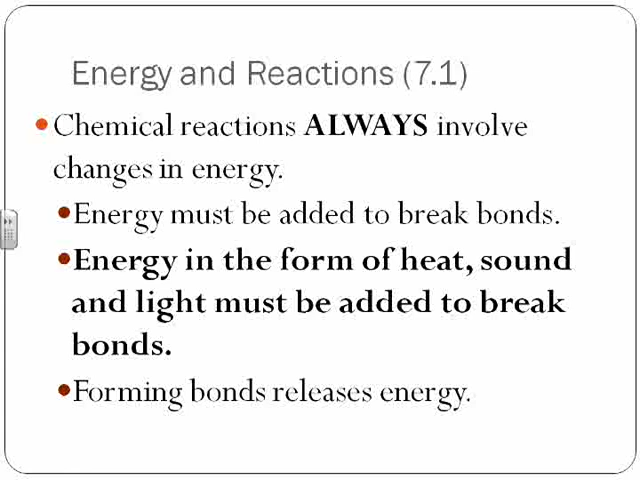 Energy and Reactions (7.1)
•Chemical reactions ALWAYS involve
changes in energy.
•Energy must be added to break bonds.
•Energy in the form of heat, sound
and light must be added to break
bonds.
•Forming bonds releases energy.